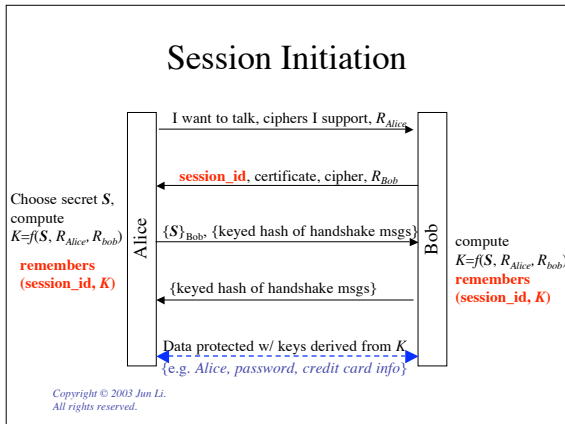 Session Initiation
I want to talk, ciphers I support, R_Alice
session_id, certificate, cipher, R_Bob
Choose secret S,
compute
K=f(S, R_Alice, R_bob)
remembers
(session_id, K)
Alice
{S}_Bob, {keyed hash of handshake msgs}
Bob
compute
K=f(S, R_Alice, R_bob)
remembers
(session_id, K)
{keyed hash of handshake msgs}
Data protected w/ keys derived from K
{e.g. Alice, password, credit card info}
Copyright © 2003 Jun Li.
All rights reserved.